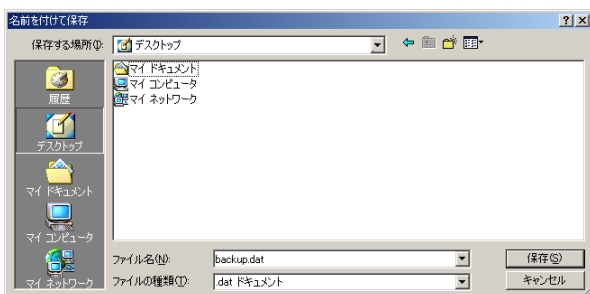 名前を付けて保存
保存する場所(I):
デスクトップ
履歴
デスクトップ
マイ ドキュメント
マイ コンピュータ
マイ ネットワーク
マイ ドキュメント
マイ コンピュータ
マイ ネットワーク
ファイル名(N):
backup.dat
保存(S)
ファイルの種類(T):
.dat ドキュメント
キャンセル